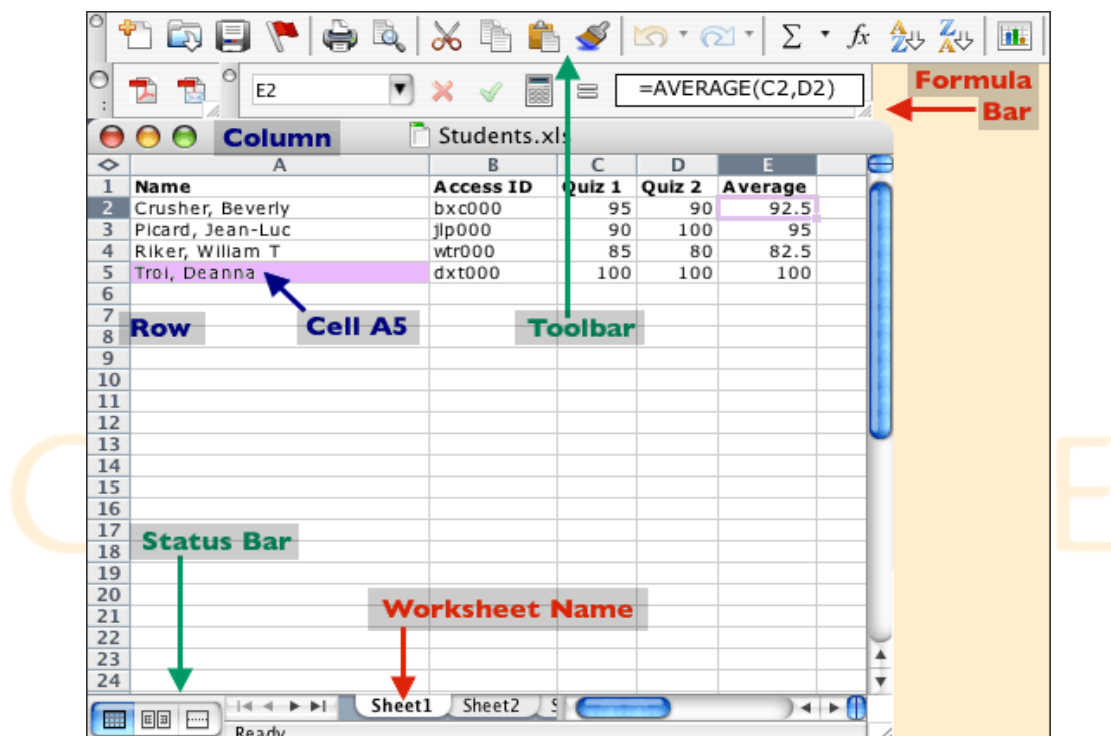 fx
E2 =AVERAGE(C2,D2) Formula
Bar
Column Students.xls
A B C D E
1 Name Access ID Quiz 1 Quiz 2 Average
2 Crusher, Beverly bxc000 95 90 92.5
3 Picard, Jean-Luc jlp000 90 100 95
4 Riker, Wiliam T wtr000 85 80 82.5
5 Troi, Deanna dxt000 100 100 100
6
7
Row Cell A5 Toolbar
8
9
10
11
12
13
14
15
16
17
Status Bar
18
19
20
Worksheet Name
21
22
23
24
Sheet1 Sheet2 S
Ready